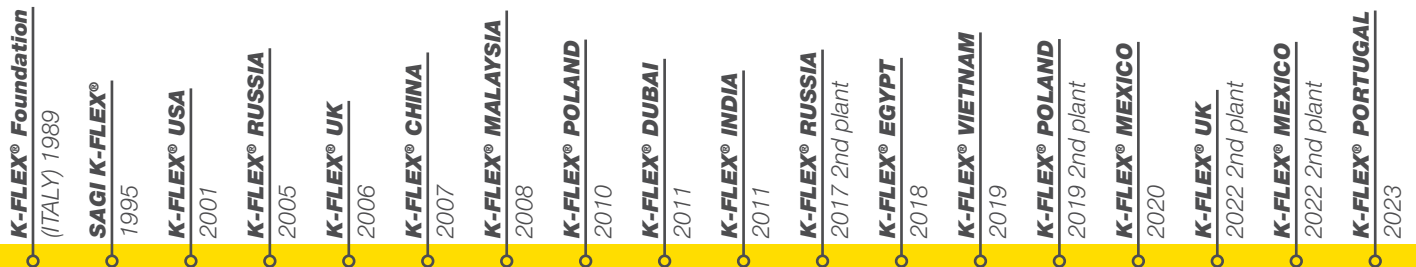 K-FLEX® Foundation
(ITALY) 1989
SAGI K-FLEX®
1995
K-FLEX® USA
2001
K-FLEX® RUSSIA
2005
K-FLEX® UK
2006
K-FLEX® CHINA
2007
K-FLEX® MALAYSIA
2008
K-FLEX® POLAND
2010
K-FLEX® DUBAI
2011
K-FLEX® INDIA
2011
K-FLEX® RUSSIA
2017 2nd plant
K-FLEX® EGYPT
2018
K-FLEX® VIETNAM
2019
K-FLEX® POLAND
2019 2nd plant
K-FLEX® MEXICO
2020
K-FLEX® UK
2022 2nd plant
K-FLEX® MEXICO
2022 2nd plant
K-FLEX® PORTUGAL
2023